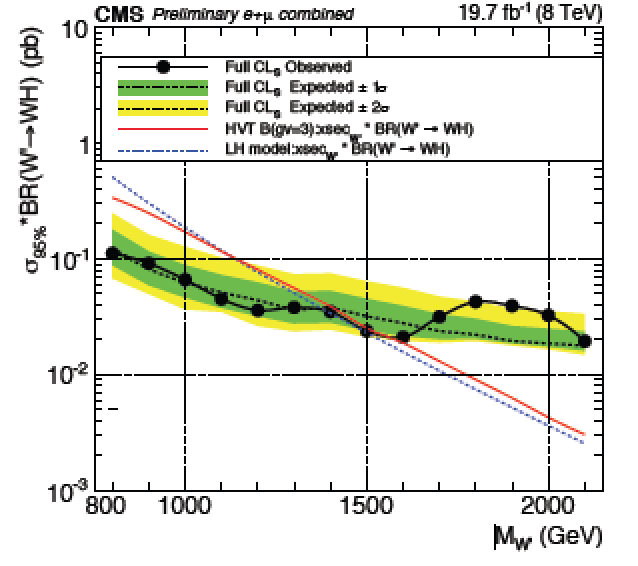 CMS Preliminary e+μ combined 19.7 fb⁻¹ (8 TeV)
σ95%*BR(W'→WH) (pb)
10
Full CLS Observed
Full CLS Expected ± 1σ
Full CLS Expected ± 2σ
HVT B(gv=3):xsecW' * BR(W' → WH)
LH model:xsecW' * BR(W' → WH)
1
10⁻¹
10⁻²
10⁻³
800 1000 1500 2000
MW' (GeV)